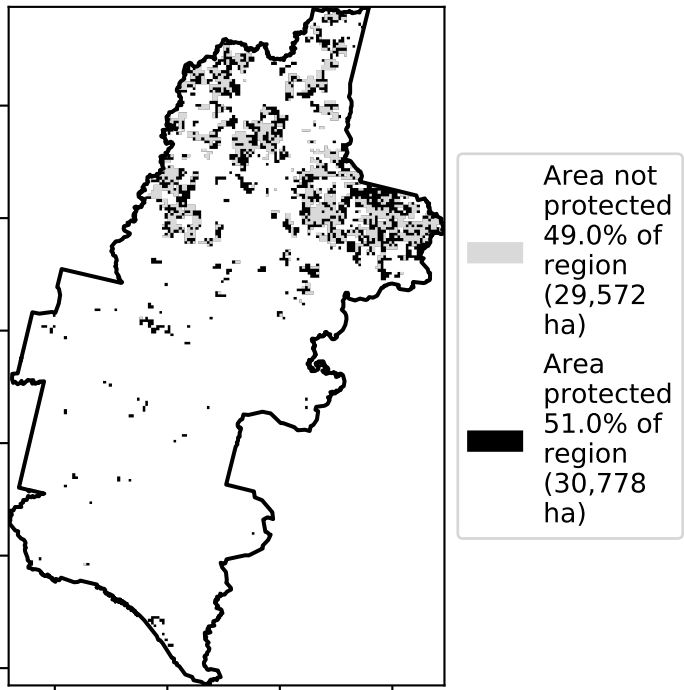 Area not
protected
49.0% of
region
(29,572
ha)
Area
protected
51.0% of
region
(30,778
ha)